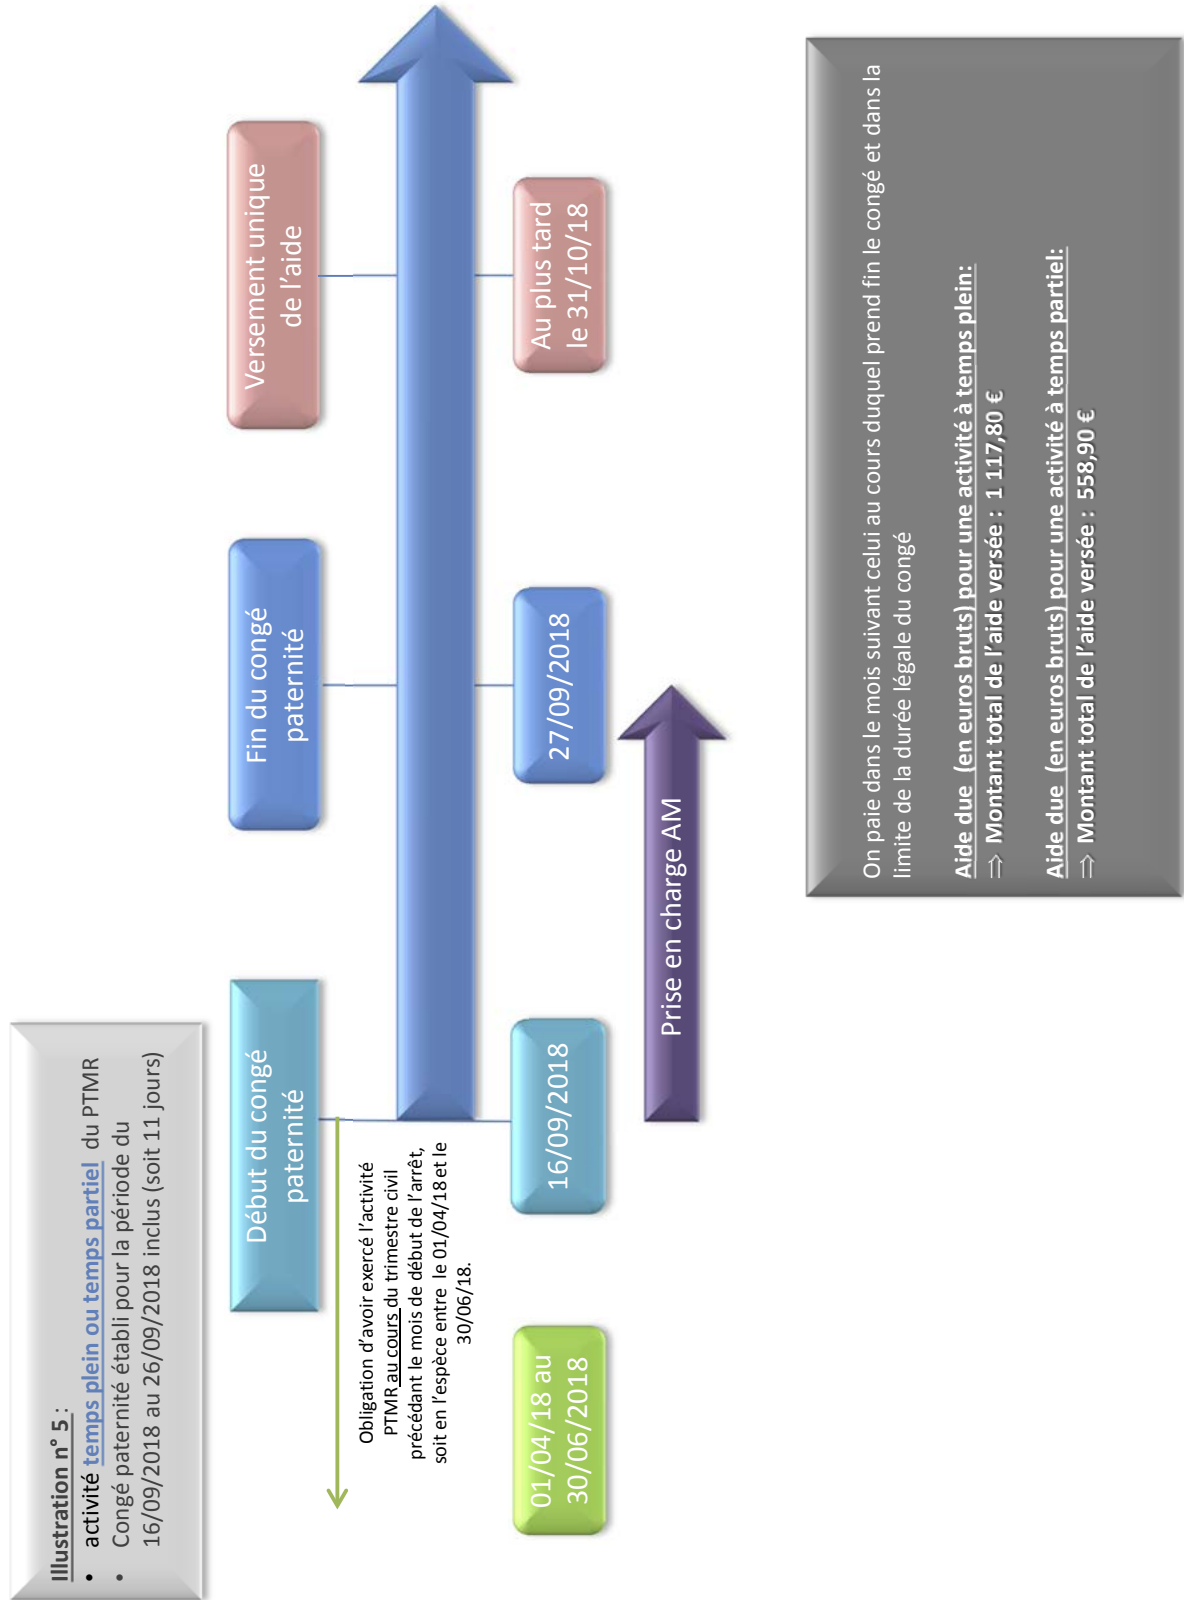 Illustration n° 5 :
• activité temps plein ou temps partiel du PTMR
• Congé paternité établi pour la période du
16/09/2018 au 26/09/2018 inclus (soit 11 jours)
Début du congé
paternité
Fin du congé
paternité
Versement unique
de l'aide
Obligation d'avoir exercé l'activité
PTMR au cours du trimestre civil
précédant le mois de début de l'arrêt,
soit en l'espèce entre le 01/04/18 et le
30/06/18.
01/04/18 au
30/06/2018
16/09/2018
27/09/2018
Au plus tard
le 31/10/18
Prise en charge AM
On paie dans le mois suivant celui au cours duquel prend fin le congé et dans la
limite de la durée légale du congé
Aide due (en euros bruts) pour une activité à temps plein:
⇒ Montant total de l'aide versée : 1 117,80 €
Aide due (en euros bruts) pour une activité à temps partiel:
⇒ Montant total de l'aide versée : 558,90 €